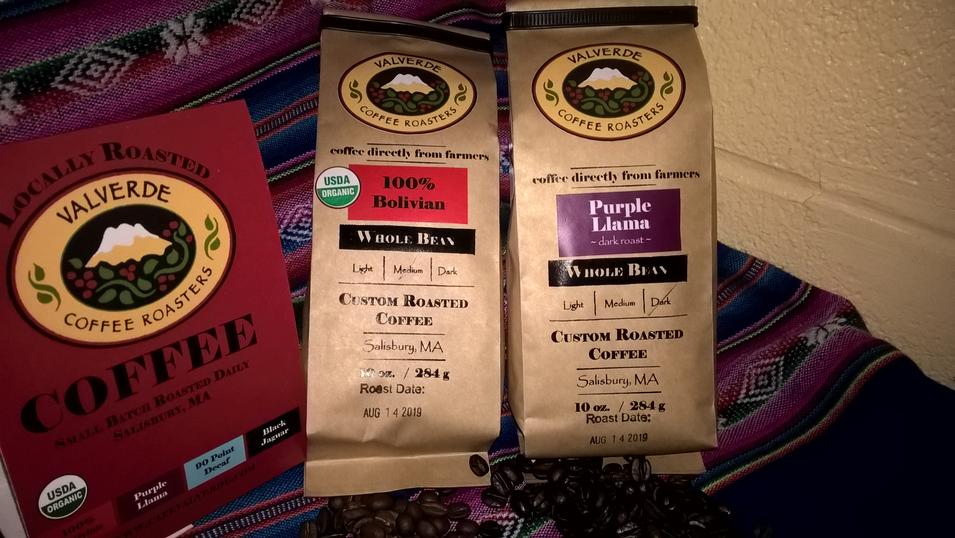 Locally Roasted
VALVERDE
COFFEE ROASTERS
COFFEE
Small Batch Roasted Daily
Salisbury, MA
USDA
ORGANIC
100%
Purple
Llama
90 Point
Decaf
Black
Jaguar
VALVERDE
COFFEE ROASTERS
coffee directly from farmers
USDA
ORGANIC
100%
Bolivian
Whole Bean
Light | Medium | Dark
Custom Roasted
Coffee
Salisbury, MA
10 oz. / 284 g
Roast Date:
AUG 14 2019
VALVERDE
COFFEE ROASTERS
coffee directly from farmers
Purple
Llama
~ dark roast ~
Whole Bean
Light | Medium | Dark
Custom Roasted
Coffee
Salisbury, MA
10 oz. / 284 g
Roast Date:
AUG 14 2019